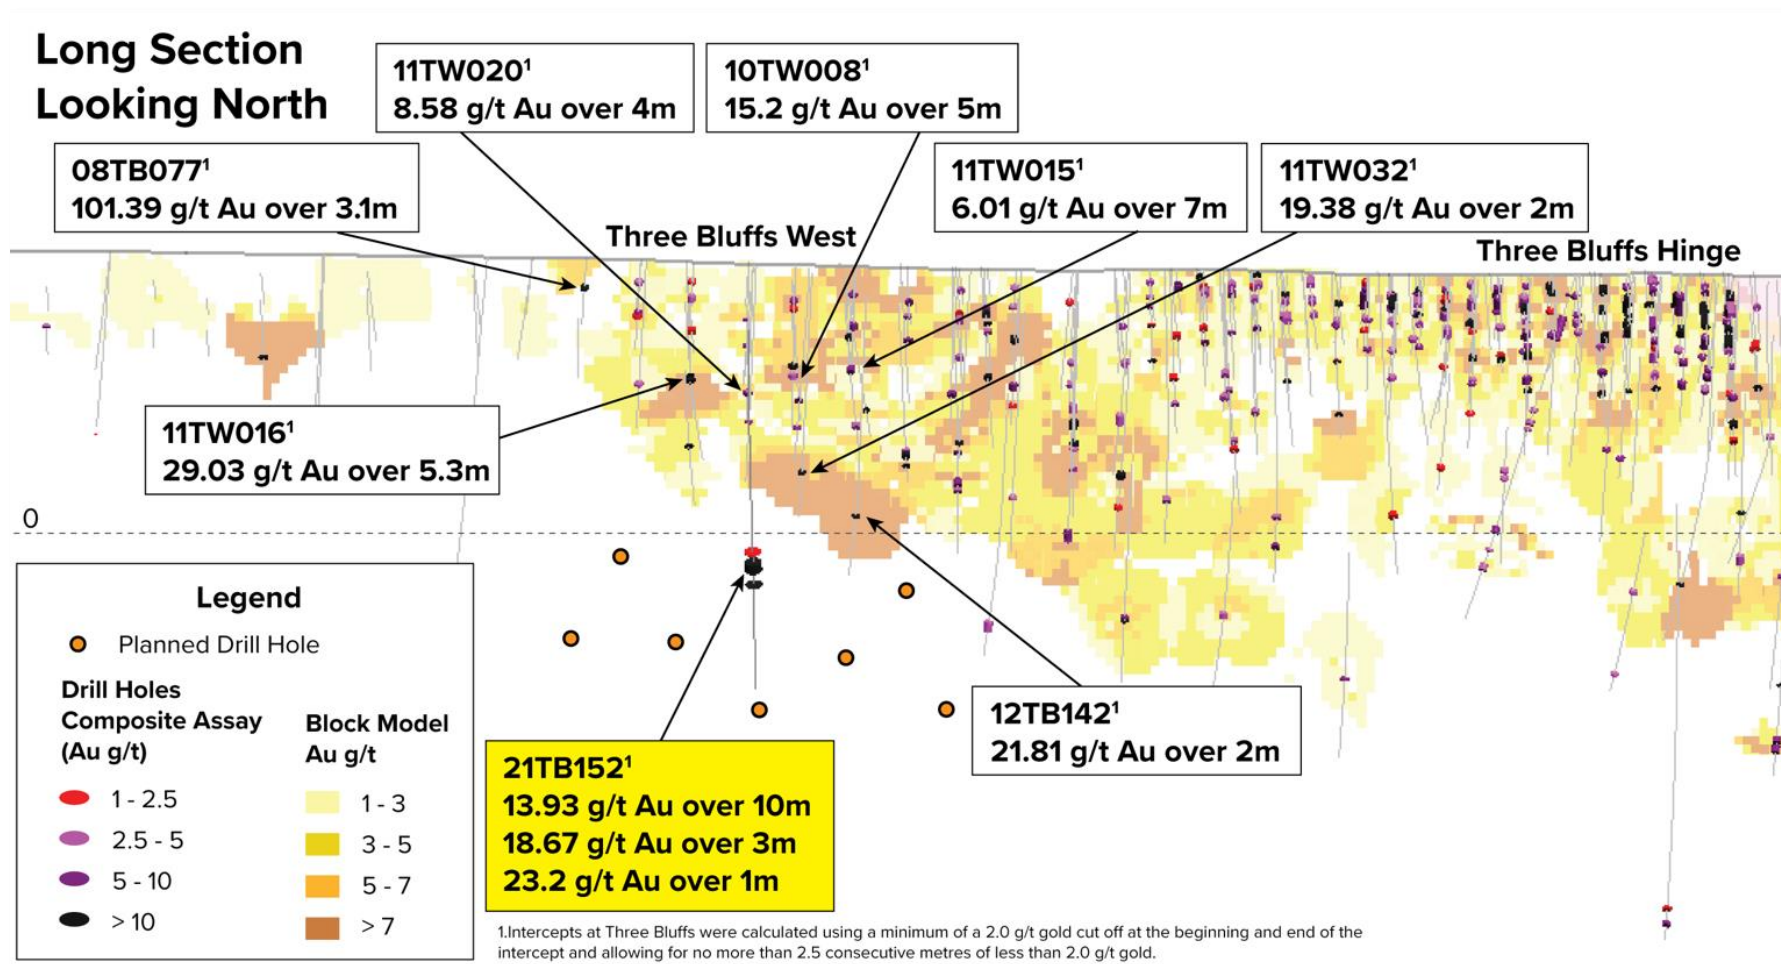 Long Section
Looking North
11TW020¹
8.58 g/t Au over 4m
10TW008¹
15.2 g/t Au over 5m
08TB077¹
101.39 g/t Au over 3.1m
11TW015¹
6.01 g/t Au over 7m
11TW032¹
19.38 g/t Au over 2m
Three Bluffs West
Three Bluffs Hinge
11TW016¹
29.03 g/t Au over 5.3m
0
Legend
Planned Drill Hole
Drill Holes
Composite Assay
(Au g/t)
1 - 2.5
2.5 - 5
5 - 10
> 10
Block Model
Au g/t
1 - 3
3 - 5
5 - 7
> 7
12TB142¹
21.81 g/t Au over 2m
21TB152¹
13.93 g/t Au over 10m
18.67 g/t Au over 3m
23.2 g/t Au over 1m
1.Intercepts at Three Bluffs were calculated using a minimum of a 2.0 g/t gold cut off at the beginning and end of the
intercept and allowing for no more than 2.5 consecutive metres of less than 2.0 g/t gold.